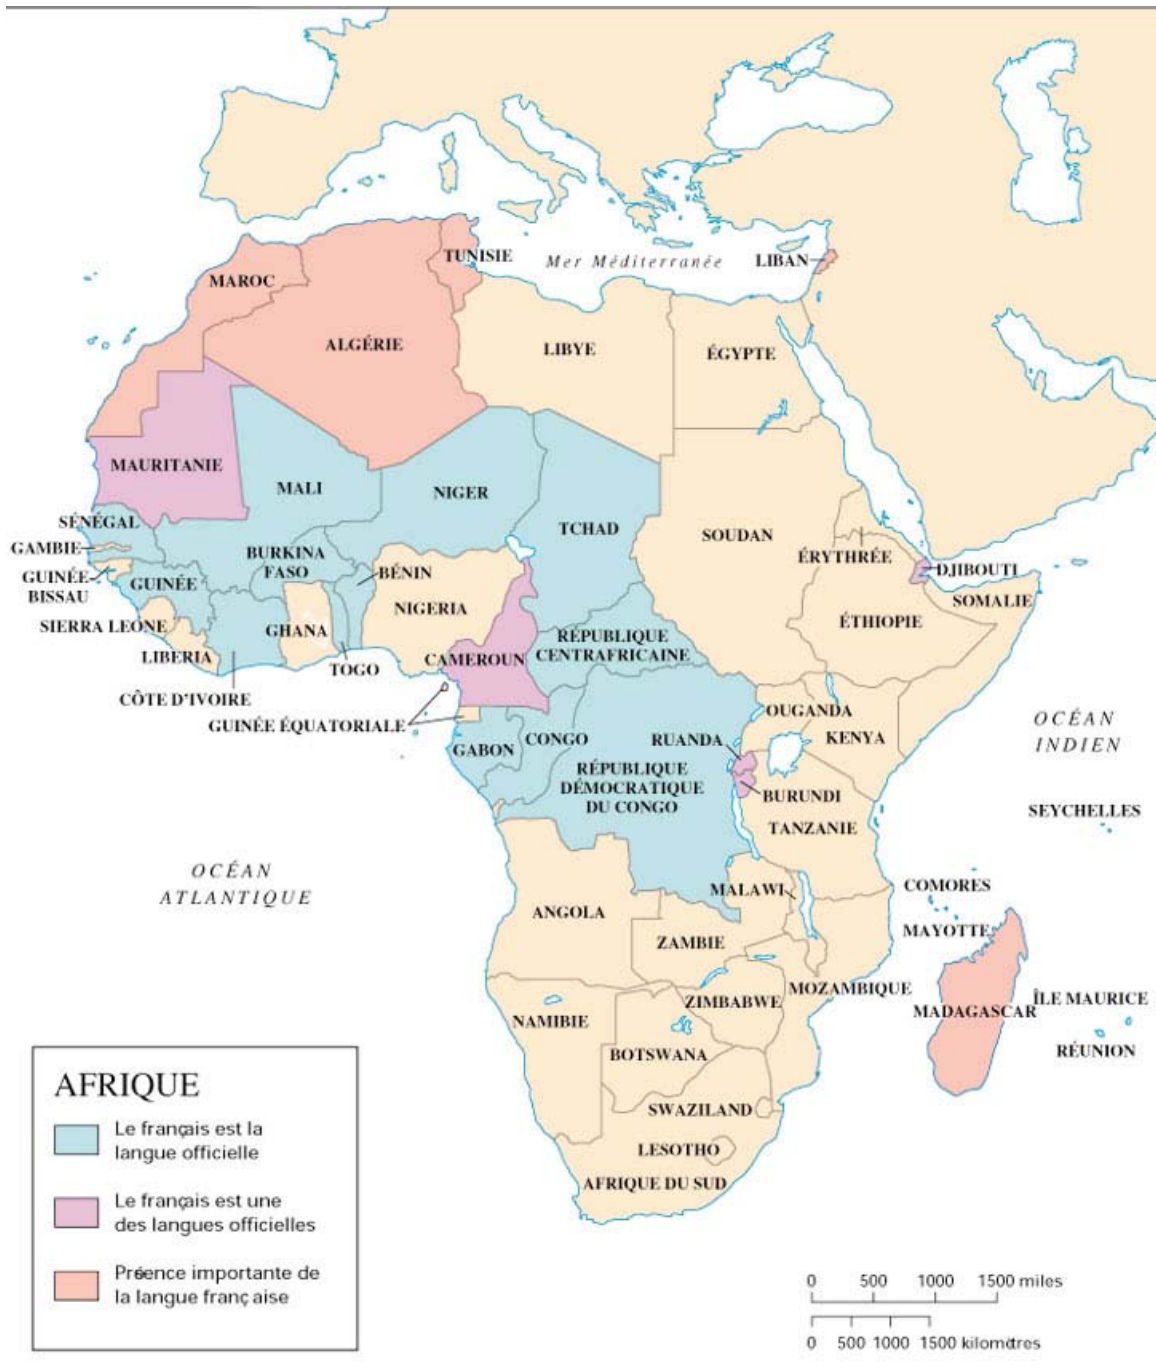 TUNISIE
Mer Méditerranée
LIBAN
MAROC
ALGÉRIE
LIBYE
ÉGYPTE
MAURITANIE
MALI
NIGER
TCHAD
SOUDAN
SÉNÉGAL
GAMBIE
BURKINA
FASO
BÉNIN
ÉRYTHRÉE
DJIBOUTI
GUINÉE
BISSAU
GUINÉE
NIGERIA
SOMALIE
SIERRA LEONE
GHANA
ÉTHIOPIE
LIBERIA
TOGO
CAMEROUN
RÉPUBLIQUE
CENTRAFRICAINE
CÔTE D'IVOIRE
GUINÉE ÉQUATORIALE
OUGANDA
KENYA
OCÉAN
INDIEN
GABON
CONGO
RUANDA
RÉPUBLIQUE
DÉMOCRATIQUE
DU CONGO
BURUNDI
TANZANIE
SEYCHELLES
OCÉAN
ATLANTIQUE
MALAWI
COMORES
ANGOLA
MAYOTTE
ZAMBIE
MOZAMBIQUE
ZIMBABWE
ÎLE MAURICE
MADAGASCAR
NAMIBIE
RÉUNION
BOTSWANA
SWAZILAND
LESOTHO
AFRIQUE DU SUD
AFRIQUE
Le français est la
langue officielle
Le français est une
des langues officielles
Présence importante de
la langue française
0 500 1000 1500 miles
0 500 1000 1500 kilomètres